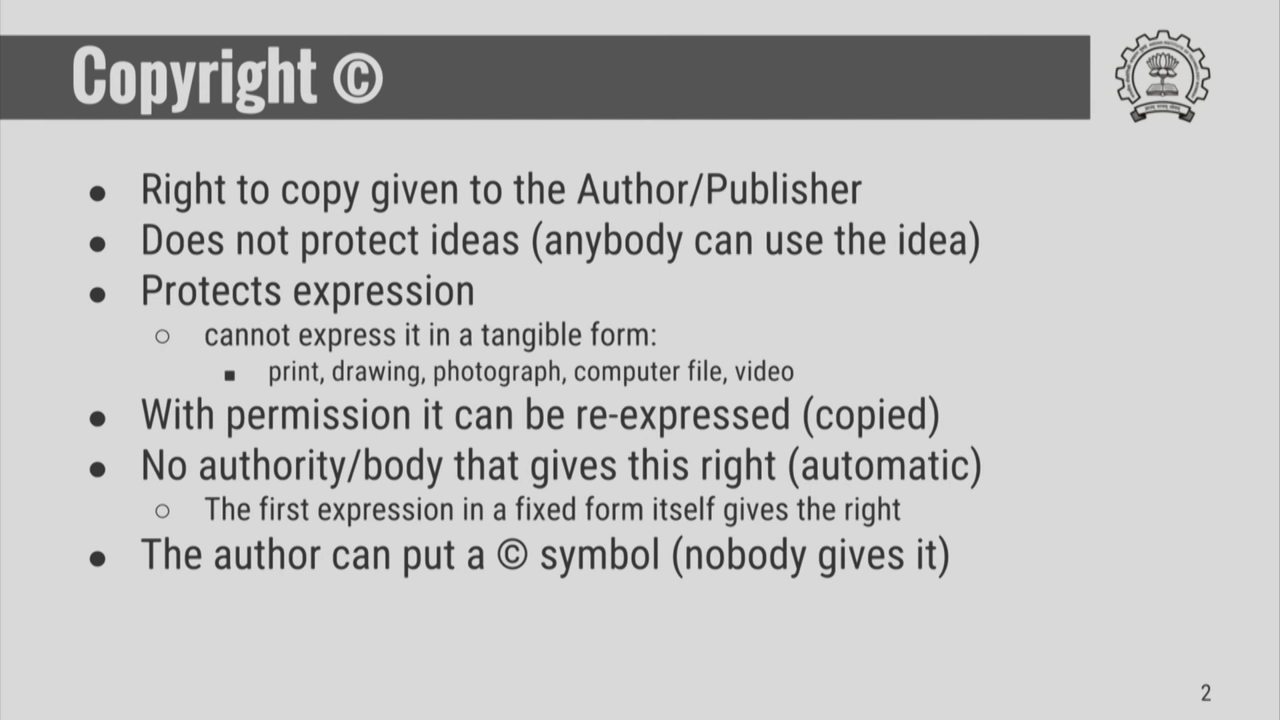 Copyright ©
● Right to copy given to the Author/Publisher
● Does not protect ideas (anybody can use the idea)
● Protects expression
○ cannot express it in a tangible form:
■ print, drawing, photograph, computer file, video
● With permission it can be re-expressed (copied)
● No authority/body that gives this right (automatic)
○ The first expression in a fixed form itself gives the right
● The author can put a © symbol (nobody gives it)
2